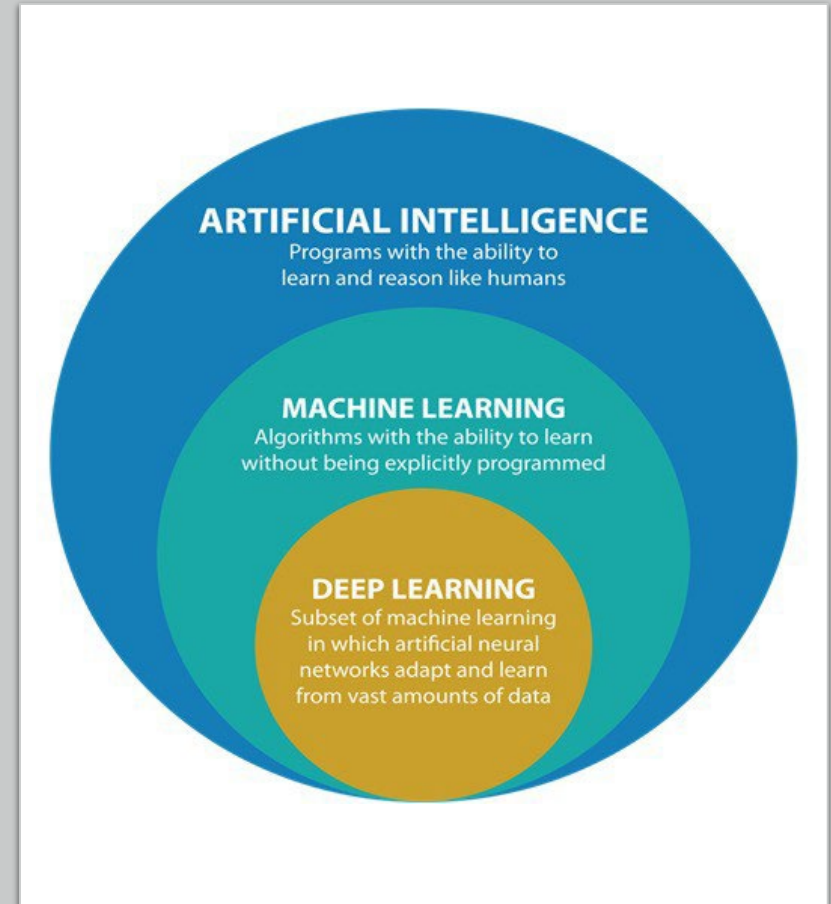 ARTIFICIAL INTELLIGENCE
Programs with the ability to
learn and reason like humans
MACHINE LEARNING
Algorithms with the ability to learn
without being explicitly programmed
DEEP LEARNING
Subset of machine learning
in which artificial neural
networks adapt and learn
from vast amounts of data